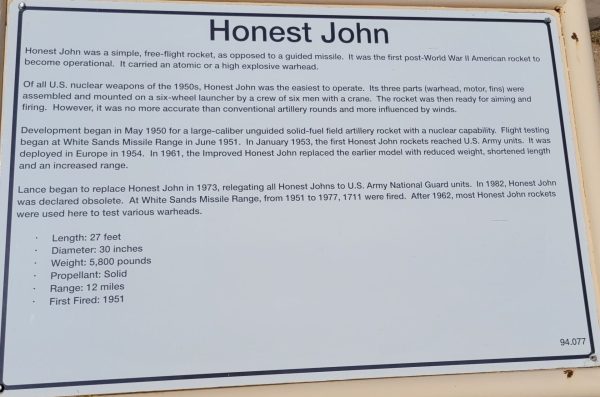 Honest John
Honest John was a simple, free-flight rocket, as opposed to a guided missile. It was the first post-World War II American rocket to
become operational. It carried an atomic or a high explosive warhead.
Of all U.S. nuclear weapons of the 1950s, Honest John was the easiest to operate. Its three parts (warhead, motor, fins) were
assembled and mounted on a six-wheel launcher by a crew of six men with a crane. The rocket was then ready for aiming and
firing. However, it was no more accurate than conventional artillery rounds and more influenced by winds.
Development began in May 1950 for a large-caliber unguided solid-fuel field artillery rocket with a nuclear capability. Flight testing
began at White Sands Missile Range in June 1951. In January 1953, the first Honest John rockets reached U.S. Army units. It was
deployed in Europe in 1954. In 1961, the Improved Honest John replaced the earlier model with reduced weight, shortened length
and an increased range.
Lance began to replace Honest John in 1973, relegating all Honest Johns to U.S. Army National Guard units. In 1982, Honest John
was declared obsolete. At White Sands Missile Range, from 1951 to 1977, 1711 were fired. After 1962, most Honest John rockets
were used here to test various warheads.
· Length: 27 feet
· Diameter: 30 inches
· Weight: 5,800 pounds
· Propellant: Solid
· Range: 12 miles
· First Fired: 1951
94.077